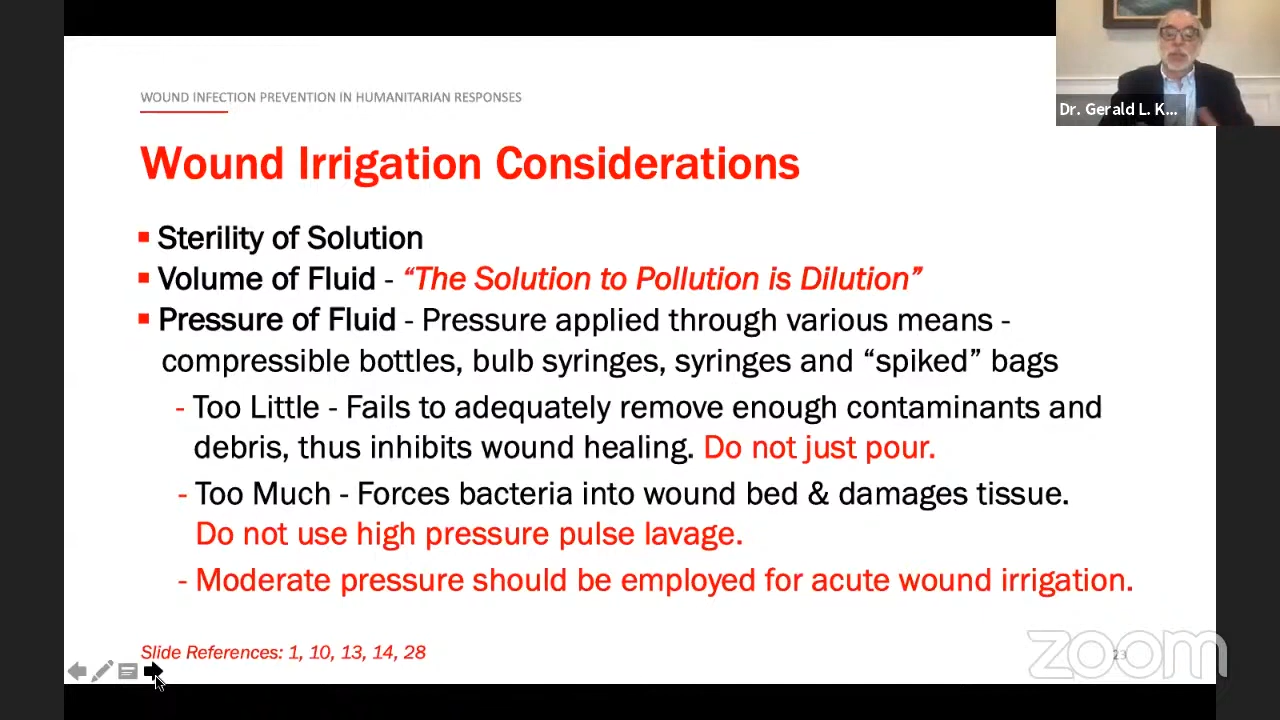 WOUND INFECTION PREVENTION IN HUMANITARIAN RESPONSES
Dr. Gerald L. K...
Wound Irrigation Considerations
Sterility of Solution
Volume of Fluid - “The Solution to Pollution is Dilution”
Pressure of Fluid - Pressure applied through various means -
compressible bottles, bulb syringes, syringes and “spiked” bags
- Too Little - Fails to adequately remove enough contaminants and
debris, thus inhibits wound healing. Do not just pour.
- Too Much - Forces bacteria into wound bed & damages tissue.
Do not use high pressure pulse lavage.
- Moderate pressure should be employed for acute wound irrigation.
Slide References: 1, 10, 13, 14, 28
23
zoom